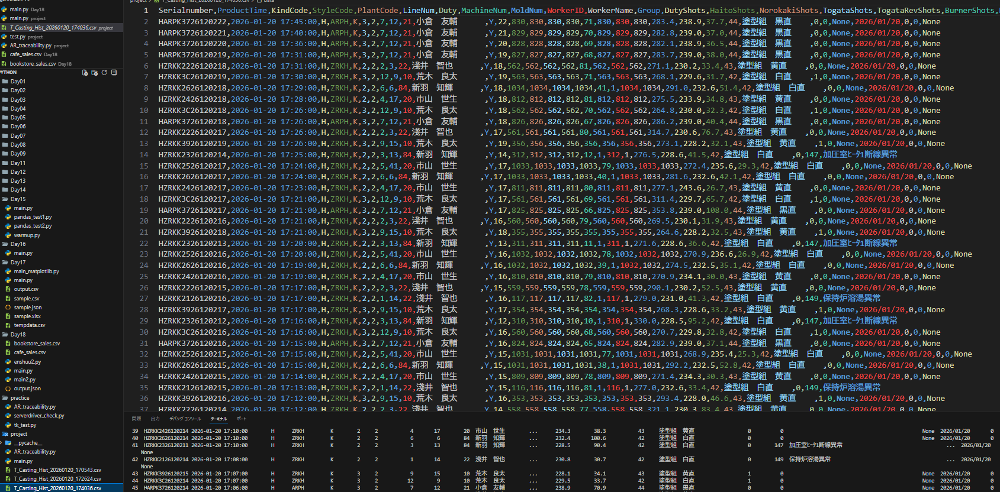 main.py Day18
main.py project
T_Casting_Hist_20260120_174036.csv project
test.py project
AR_traceability.py project
cafe_sales.csv Day18
bookstore_sales.csv Day18
PYTHON
Day01
Day02
Day03
Day04
Day05
Day06
Day07
Day08
Day09
Day10
Day11
Day12
Day13
Day14
Day15
main.py
pandas_test1.py
pandas_test2.py
warmup.py
Day16
main.py
Day17
main_matplotlib.py
main.py
output.csv
sample.csv
sample.json
sample.xlsx
tempdata.csv
Day18
bookstore_sales.csv
cafe_sales.csv
enshuu2.py
main.py
main2.py
output.json
practice
AR_traceability.py
serverdriver_check.py
tk_test.py
project
__pycache__
AR_traceability.py
main.py
T_Casting_Hist_20260120_170543.csv
T_Casting_Hist_20260120_172624.csv
T_Casting_Hist_20260120_174036.csv
project > T_Casting_Hist_20260120_174036.csv > data
1 Serialnumber,ProductTime,KindCode,StyleCode,PlantCode,LineNum,Duty,MachineNum,MoldNum,WorkerID,WorkerName,Group,DutyShots,HaitoShots,NorokakiShots,TogataShots,TogataRevShots,BurnerShots,
2 HARPK3726120222,2026-01-20 17:45:00,H,ARPH,K,3,2,7,12,21,小倉　友輔　　　,Y,22,830,830,830,830,71,830,830,830,283.4,238.9,37.7,44,塗型組　黒直　　,0,0,None,2026/01/20,0,0,None
3 HARPK3726120221,2026-01-20 17:40:00,H,ARPH,K,3,2,7,12,21,小倉　友輔　　　,Y,21,829,829,829,829,70,829,829,829,282.8,239.0,37.0,44,塗型組　黒直　　,0,0,None,2026/01/20,0,0,None
4 HARPK3726120220,2026-01-20 17:36:00,H,ARPH,K,3,2,7,12,21,小倉　友輔　　　,Y,20,828,828,828,828,69,828,828,828,282.1,238.9,36.5,44,塗型組　黒直　　,0,0,None,2026/01/20,0,0,None
5 HARPK3726120219,2026-01-20 17:31:00,H,ARPH,K,3,2,7,12,21,小倉　友輔　　　,Y,19,827,827,827,827,68,827,827,827,283.7,239.0,38.0,44,塗型組　黒直　　,0,0,None,2026/01/20,0,0,None
6 HZRKK2226120218,2026-01-20 17:31:00,H,ZRKH,K,2,2,2,3,22,淺井　智也　　　,Y,18,562,562,562,562,81,562,562,562,271.1,230.2,33.4,43,塗型組　黄直　　,0,0,None,2026/01/20,0,0,None
7 HZRKK3C26120219,2026-01-20 17:30:00,H,ZRKH,K,3,2,12,9,10,荒木　良太　　　,Y,19,563,563,563,563,71,563,563,563,268.1,229.6,31.7,42,塗型組　白直　　,1,0,None,2026/01/20,0,0,None
8 HZRKK2626120218,2026-01-20 17:29:00,H,ZRKH,K,2,2,6,6,84,新羽　知輝　　　,Y,18,1034,1034,1034,1034,41,1,1034,1034,291.0,232.6,51.4,42,塗型組　白直　　,0,0,None,2026/01/20,0,0,None
9 HZRKK2426120218,2026-01-20 17:28:00,H,ZRKH,K,2,2,4,17,20,市山　世生　　　,Y,18,812,812,812,812,81,812,812,812,275.5,233.9,34.8,43,塗型組　黄直　　,0,0,None,2026/01/20,0,0,None
10 HZRKK3C26120218,2026-01-20 17:26:00,H,ZRKH,K,3,2,12,9,10,荒木　良太　　　,Y,18,562,562,562,562,70,562,562,562,264.8,230.0,32.3,42,塗型組　白直　　,1,0,None,2026/01/20,0,0,None
11 HARPK3726120218,2026-01-20 17:26:00,H,ARPH,K,3,2,7,12,21,小倉　友輔　　　,Y,18,826,826,826,826,67,826,826,826,286.2,239.0,40.4,44,塗型組　黒直　　,0,0,None,2026/01/20,0,0,None
12 HZRKK2226120217,2026-01-20 17:26:00,H,ZRKH,K,2,2,2,3,22,淺井　智也　　　,Y,17,561,561,561,561,80,561,561,561,314.7,230.6,76.7,43,塗型組　黄直　　,0,0,None,2026/01/20,0,0,None
13 HZRKK3926120219,2026-01-20 17:26:00,H,ZRKH,K,3,2,9,15,10,荒木　良太　　　,Y,19,356,356,356,356,356,356,356,356,273.1,228.2,32.1,43,塗型組　黄直　　,1,0,None,2026/01/20,0,0,None
14 HZRKK2326120214,2026-01-20 17:25:00,H,ZRKH,K,2,2,3,13,84,新羽　知輝　　　,Y,14,312,312,312,312,12,1,312,1,276.5,228.6,41.5,42,塗型組　白直　　,0,147,加圧室ﾋｰﾀ1断線異常
15 HZRKK2526120217,2026-01-20 17:24:00,H,ZRKH,K,2,2,5,41,20,市山　世生　　　,Y,17,1033,1033,1033,1033,79,1033,1033,1033,272.4,235.6,29.3,42,塗型組　白直　　,0,0,None,2026/01/20,0,0,None
16 HZRKK2626120217,2026-01-20 17:24:00,H,ZRKH,K,2,2,6,6,84,新羽　知輝　　　,Y,17,1033,1033,1033,1033,40,1,1033,1033,281.6,232.6,42.1,42,塗型組　白直　　,0,0,None,2026/01/20,0,0,None
17 HZRKK2426120217,2026-01-20 17:23:00,H,ZRKH,K,2,2,4,17,20,市山　世生　　　,Y,17,811,811,811,811,80,811,811,811,277.1,243.6,26.7,43,塗型組　黄直　　,0,0,None,2026/01/20,0,0,None
18 HZRKK3C26120217,2026-01-20 17:21:00,H,ZRKH,K,3,2,12,9,10,荒木　良太　　　,Y,17,561,561,561,561,69,561,561,561,311.4,229.7,65.7,42,塗型組　白直　　,1,0,None,2026/01/20,0,0,None
19 HARPK3726120217,2026-01-20 17:21:00,H,ARPH,K,3,2,7,12,21,小倉　友輔　　　,Y,17,825,825,825,825,66,825,825,825,353.8,239.0,108.0,44,塗型組　黒直　　,0,0,None,2026/01/20,0,0,None
20 HZRKK2226120216,2026-01-20 17:21:00,H,ZRKH,K,2,2,2,3,22,淺井　智也　　　,Y,16,560,560,560,560,79,560,560,560,269.5,230.1,31.9,43,塗型組　黄直　　,0,0,None,2026/01/20,0,0,None
21 HZRKK3926120218,2026-01-20 17:21:00,H,ZRKH,K,3,2,9,15,10,荒木　良太　　　,Y,18,355,355,355,355,355,355,355,355,264.6,228.2,32.5,43,塗型組　黄直　　,1,0,None,2026/01/20,0,0,None
22 HZRKK2326120213,2026-01-20 17:20:00,H,ZRKH,K,2,2,3,13,84,新羽　知輝　　　,Y,13,311,311,311,311,11,1,311,1,271.6,228.6,36.6,42,塗型組　白直　　,0,147,加圧室ﾋｰﾀ1断線異常
23 HZRKK2526120216,2026-01-20 17:20:00,H,ZRKH,K,2,2,5,41,20,市山　世生　　　,Y,16,1032,1032,1032,1032,78,1032,1032,1032,270.9,236.6,26.9,42,塗型組　白直　　,0,0,None,2026/01/20,0,0,None
24 HZRKK2626120216,2026-01-20 17:19:00,H,ZRKH,K,2,2,6,6,84,新羽　知輝　　　,Y,16,1032,1032,1032,1032,39,1,1032,1032,274.5,232.5,35.1,42,塗型組　白直　　,0,0,None,2026/01/20,0,0,None
25 HZRKK2426120216,2026-01-20 17:18:00,H,ZRKH,K,2,2,4,17,20,市山　世生　　　,Y,16,810,810,810,810,79,810,810,810,270.9,234.1,30.0,43,塗型組　黄直　　,0,0,None,2026/01/20,0,0,None
26 HZRKK2226120215,2026-01-20 17:17:00,H,ZRKH,K,2,2,2,3,22,淺井　智也　　　,Y,15,559,559,559,559,78,559,559,559,290.1,230.2,52.5,43,塗型組　黄直　　,0,0,None,2026/01/20,0,0,None
27 HZRKK2126120216,2026-01-20 17:17:00,H,ZRKH,K,2,2,1,14,22,淺井　智也　　　,Y,16,117,117,117,117,82,1,117,1,279.0,231.0,41.3,42,塗型組　白直　　,0,149,保持炉溶湯異常
28 HZRKK3926120217,2026-01-20 17:17:00,H,ZRKH,K,3,2,9,15,10,荒木　良太　　　,Y,17,354,354,354,354,354,354,354,354,268.3,228.6,33.2,43,塗型組　黄直　　,1,0,None,2026/01/20,0,0,None
29 HZRKK2326120212,2026-01-20 17:16:00,H,ZRKH,K,2,2,3,13,84,新羽　知輝　　　,Y,12,310,310,310,310,10,1,310,1,330.0,228.5,95.2,42,塗型組　白直　　,0,147,加圧室ﾋｰﾀ1断線異常
30 HZRKK3C26120216,2026-01-20 17:16:00,H,ZRKH,K,3,2,12,9,10,荒木　良太　　　,Y,16,560,560,560,560,68,560,560,560,270.7,229.8,32.8,42,塗型組　白直　　,1,0,None,2026/01/20,0,0,None
31 HARPK3726120216,2026-01-20 17:15:00,H,ARPH,K,3,2,7,12,21,小倉　友輔　　　,Y,16,824,824,824,824,65,824,824,824,282.9,239.0,37.1,44,塗型組　黒直　　,0,0,None,2026/01/20,0,0,None
32 HZRKK2526120215,2026-01-20 17:15:00,H,ZRKH,K,2,2,5,41,20,市山　世生　　　,Y,15,1031,1031,1031,1031,77,1031,1031,1031,268.9,235.4,25.3,42,塗型組　白直　　,0,0,None,2026/01/20,0,0,None
33 HZRKK2626120215,2026-01-20 17:15:00,H,ZRKH,K,2,2,6,6,84,新羽　知輝　　　,Y,15,1031,1031,1031,1031,38,1,1031,1031,292.2,232.5,52.8,42,塗型組　白直　　,0,0,None,2026/01/20,0,0,None
34 HZRKK2426120215,2026-01-20 17:14:00,H,ZRKH,K,2,2,4,17,20,市山　世生　　　,Y,15,809,809,809,809,78,809,809,809,271.4,234.3,30.3,43,塗型組　黄直　　,0,0,None,2026/01/20,0,0,None
35 HZRKK2126120215,2026-01-20 17:13:00,H,ZRKH,K,2,2,1,14,22,淺井　智也　　　,Y,15,116,116,116,116,81,1,116,1,277.0,232.6,33.4,42,塗型組　白直　　,0,149,保持炉溶湯異常
36 HZRKK3926120216,2026-01-20 17:12:00,H,ZRKH,K,3,2,9,15,10,荒木　良太　　　,Y,16,353,353,353,353,353,353,353,353,293.4,228.0,46.6,43,塗型組　黄直　　,1,0,None,2026/01/20,0,0,None
37 HZRKK2226120214,2026-01-20 17:12:00,H,ZRKH,K,2,2,2,3,22,淺井　智也　　　,Y,14,558,558,558,558,77,558,558,558,321.1,230.3,83.4,43,塗型組　黄直　　,0,0,None,2026/01/20,0,0,None
問題 出力 デバッグ コンソール ターミナル ポート
39 HZRKK2426120214 2026-01-20 17:10:00 H ZRKH K 2 2 4 17 20 市山　世生 ... 234.3 38.3 43 塗型組　黄直 0 0 None 2026/01/20 0
40 HZRKK2626120214 2026-01-20 17:10:00 H ZRKH K 2 2 6 6 84 新羽　知輝 ... 232.4 100.6 42 塗型組　白直 0 0 None 2026/01/20 0
41 HZRKK2326120211 2026-01-20 17:10:00 H ZRKH K 2 2 3 13 84 新羽　知輝 ... 228.5 90.4 42 塗型組　白直 0 147 加圧室ﾋｰﾀ1断線異常 ... 2026/01/20
None
42 HZRKK2126120214 2026-01-20 17:08:00 H ZRKH K 2 2 1 14 22 淺井　智也 ... 230.8 30.7 42 塗型組　白直 0 149 保持炉溶湯異常 ... 2026/01/20
None
43 HZRKK3926120215 2026-01-20 17:07:00 H ZRKH K 3 2 9 15 10 荒木　良太 ... 228.1 34.1 43 塗型組　黄直 1 0 None 2026/01/20 0
44 HZRKK3C26120214 2026-01-20 17:07:00 H ZRKH K 3 2 12 9 10 荒木　良太 ... 229.5 33.7 42 塗型組　白直 1 0 None 2026/01/20 0
45 HARPK3726120214 2026-01-20 17:06:00 H ARPH K 3 2 7 12 21 小倉　友輔 ... 238.9 70.9 44 塗型組　黒直 0 0 None 2026/01/20 0